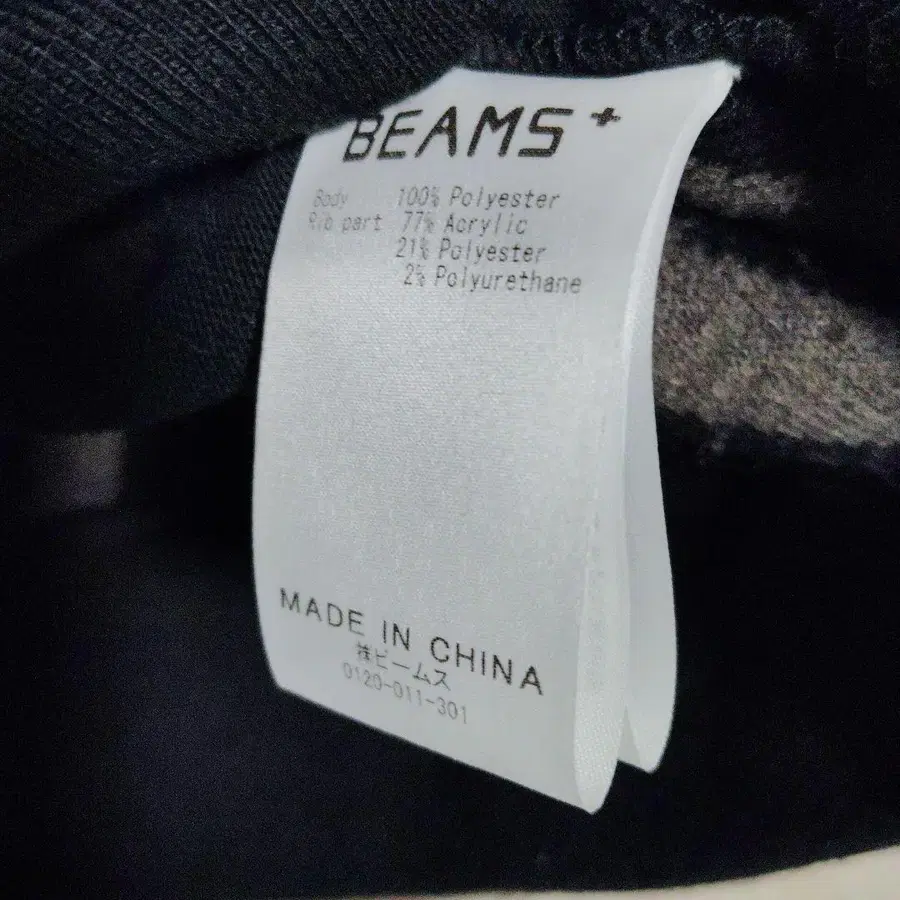 BEAMS+
Body 100% Polyester
Rib part 77% Acrylic
21% Polyester
2% Polyurethane
MADE IN CHINA
㈱ビームス
0120-011-301